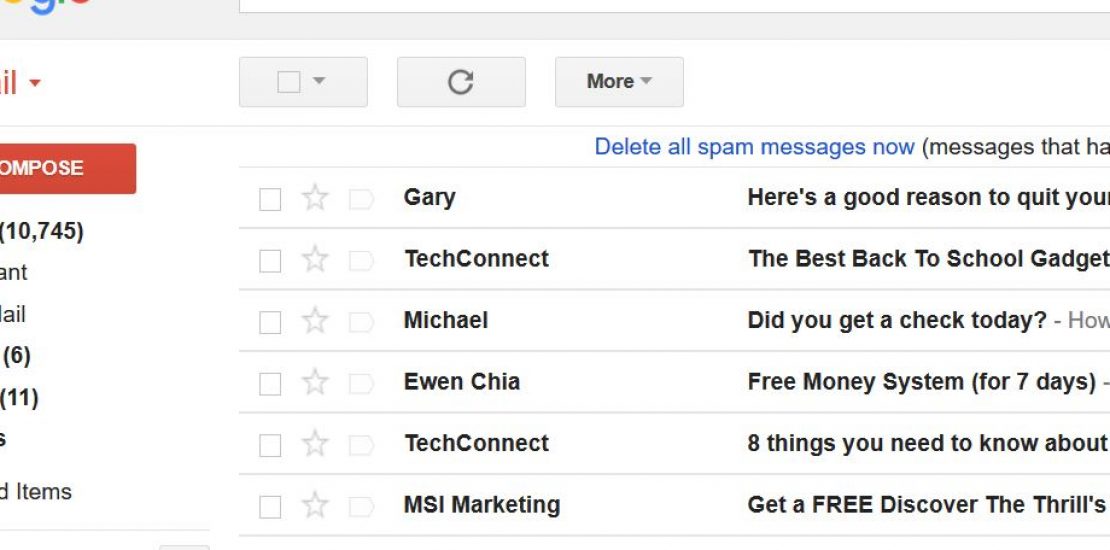 More
Delete all spam messages now (messages that ha
OMPOSE
Gary Here's a good reason to quit your
(10,745)
TechConnect The Best Back To School Gadget
ant
Michael Did you get a check today? - How
ail
(6)
Ewen Chia Free Money System (for 7 days) -
(11)
TechConnect 8 things you need to know about
s
d Items
MSI Marketing Get a FREE Discover The Thrill's